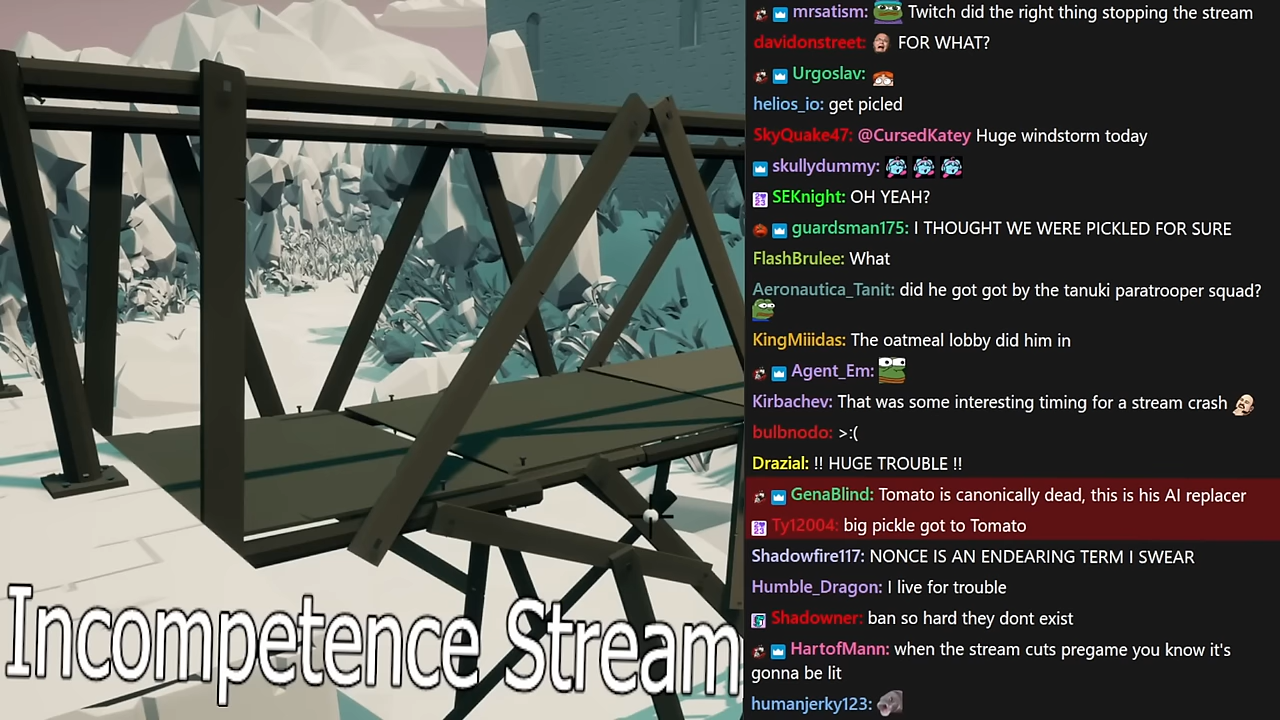 mrsatism: Twitch did the right thing stopping the stream
davidonstreet: FOR WHAT?
Urgoslav:
helios_io: get picled
SkyQuake47: @CursedKatey Huge windstorm today
skullydummy:
SEKnight: OH YEAH?
guardsman175: I THOUGHT WE WERE PICKLED FOR SURE
FlashBrulee: What
Aeronautica_Tanit: did he got got by the tanuki paratrooper squad?
KingMiiidas: The oatmeal lobby did him in
Agent_Em:
Kirbachev: That was some interesting timing for a stream crash
bulbnodo: >:(
Drazial: !! HUGE TROUBLE !!
GenaBlind: Tomato is canonically dead, this is his AI replacer
Ty12004: big pickle got to Tomato
Shadowfire117: NONCE IS AN ENDEARING TERM I SWEAR
Humble_Dragon: I live for trouble
Shadowner: ban so hard they dont exist
HartofMann: when the stream cuts pregame you know it's
gonna be lit
humanjerky123:
Incompetence Stream